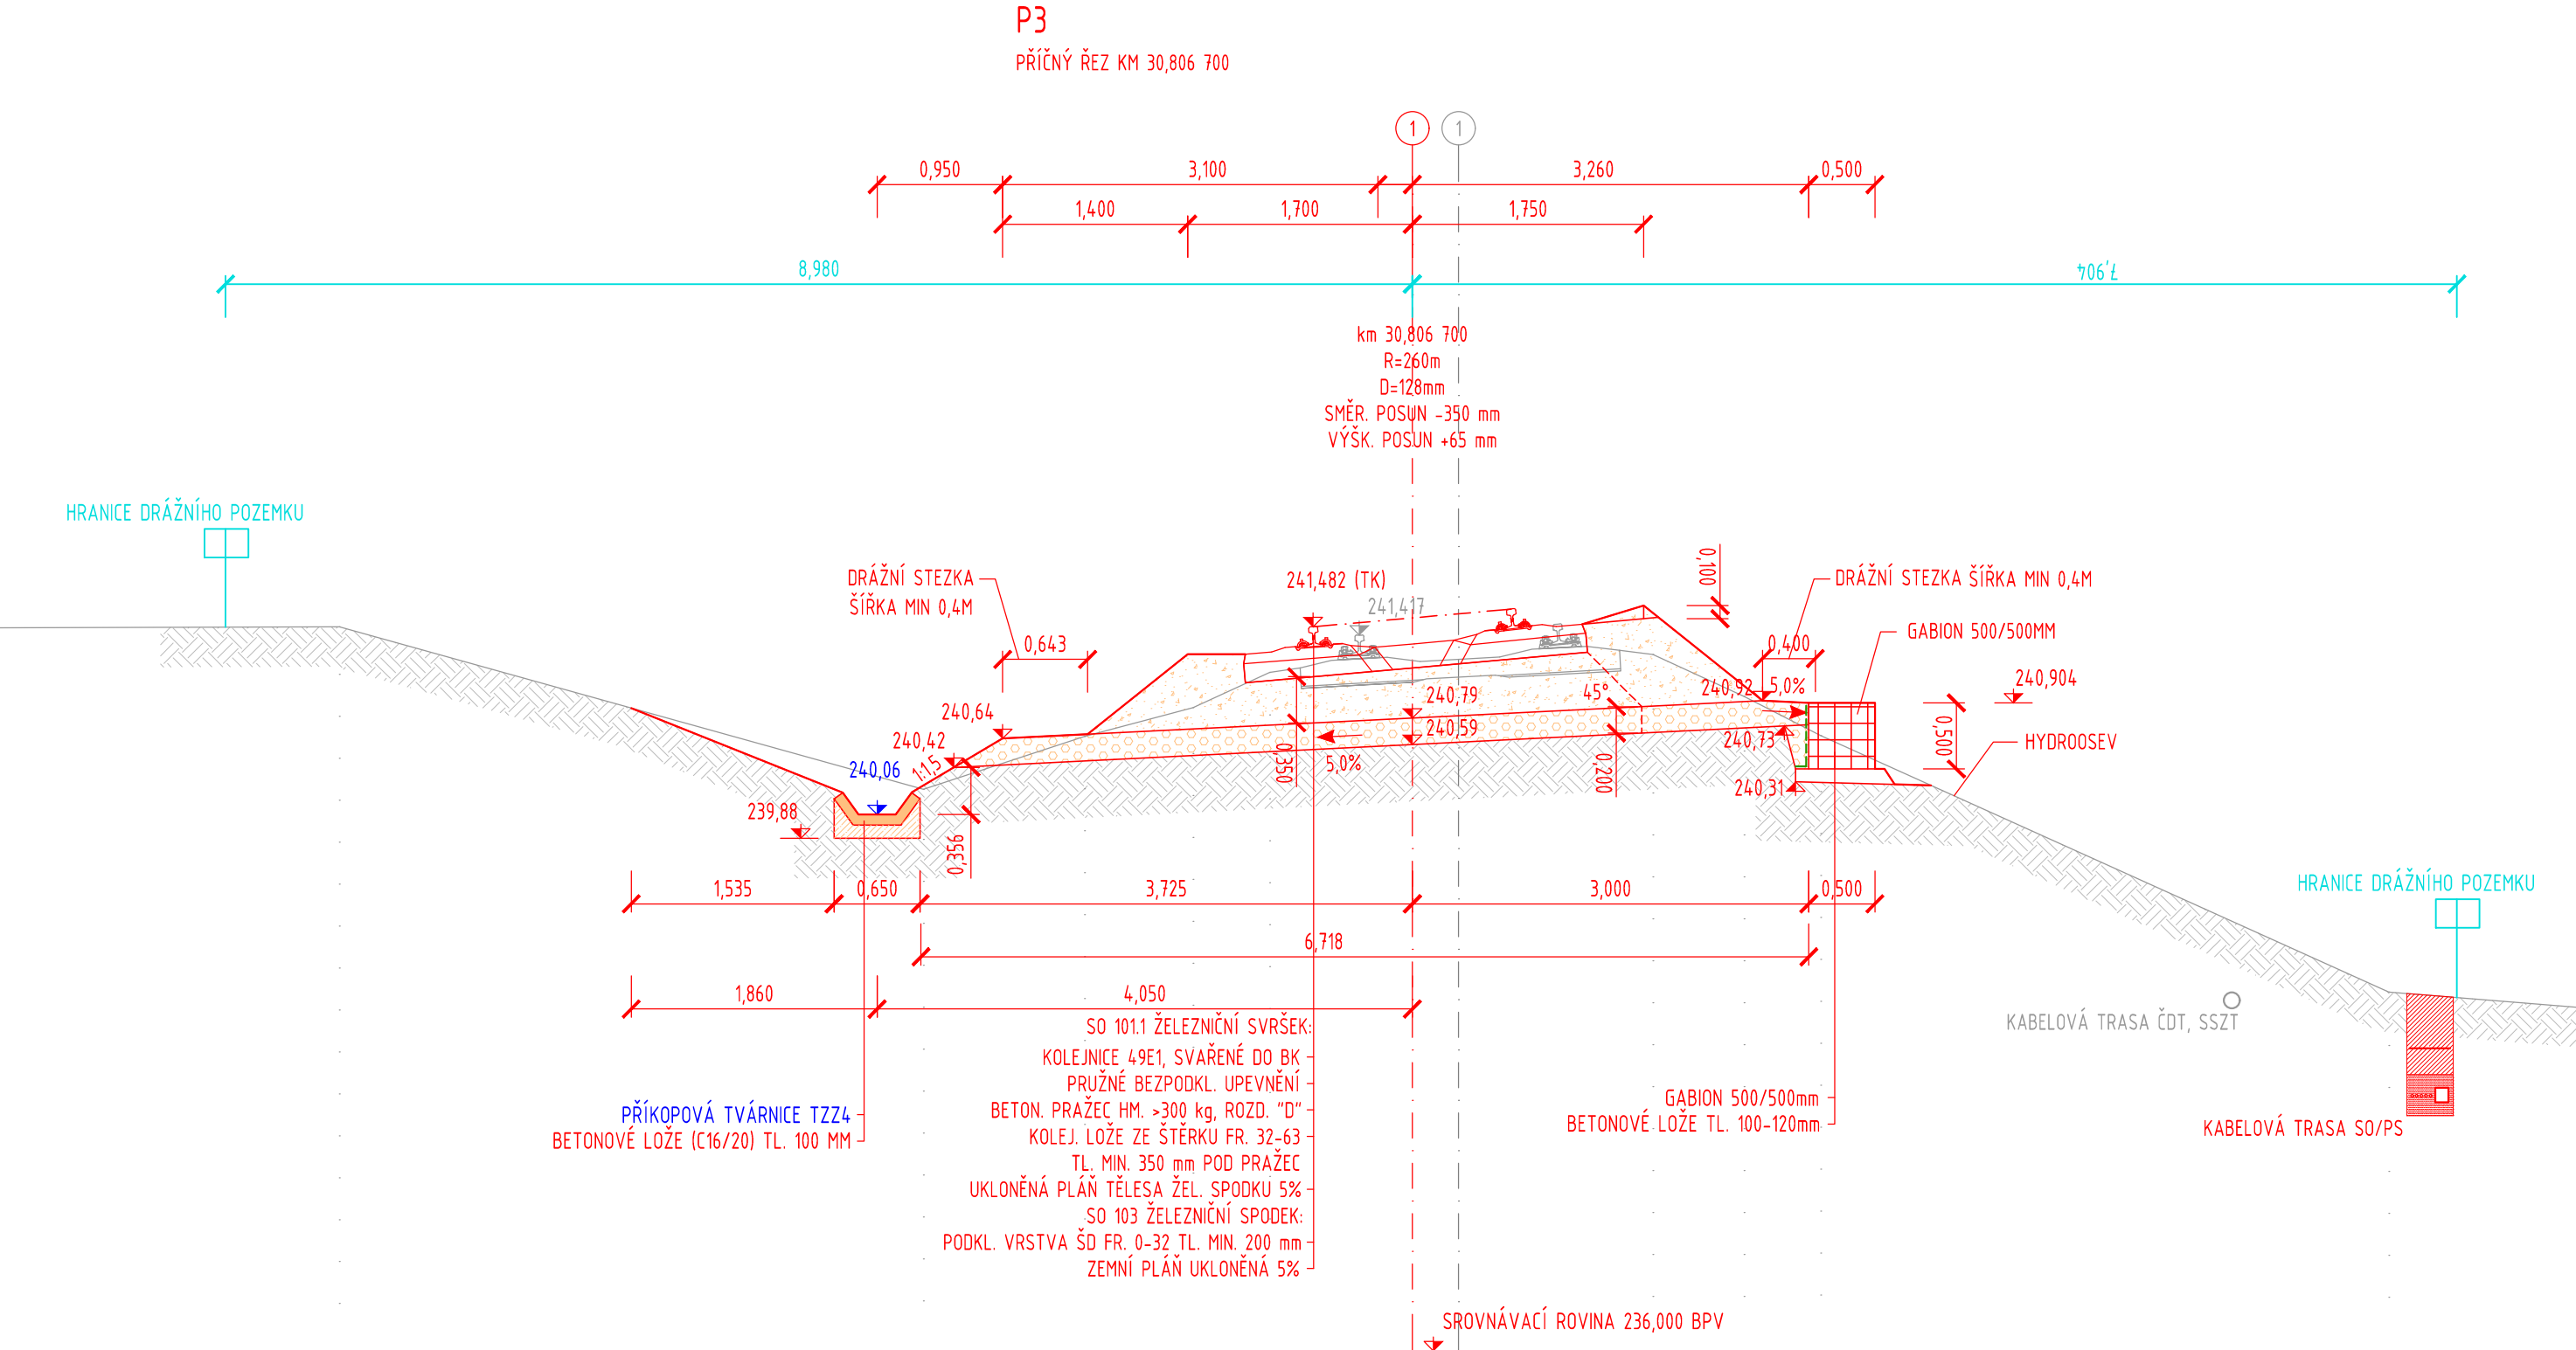 P3
PŘÍČNÝ ŘEZ KM 30,806 700
1
1
0,950
3,100
3,260
0,500
1,400
1,700
1,750
8,980
7,904
km 30,806 700
R=260m
D=128mm
SMĚR. POSUN -350 mm
VÝŠK. POSUN +65 mm
HRANICE DRÁŽNÍHO POZEMKU
DRÁŽNÍ STEZKA
ŠÍŘKA MIN 0,4M
0,643
241,482 (TK)
241,417
0,100
DRÁŽNÍ STEZKA ŠÍŘKA MIN 0,4M
GABION 500/500MM
0,400
240,904
240,92
5,0%
45°
240,79
240,59
240,64
240,42
1:1,5
240,06
239,88
0,350
5,0%
0,200
240,73
240,31
0,500
HYDROOSEV
0,356
1,535
0,650
3,725
3,000
0,500
6,718
1,860
4,050
HRANICE DRÁŽNÍHO POZEMKU
KABELOVÁ TRASA ČDT, SSZT
KABELOVÁ TRASA SO/PS
PŘÍKOPOVÁ TVÁRNICE TZZ4
BETONOVÉ LOŽE (C16/20) TL. 100 MM
SO 101.1 ŽELEZNIČNÍ SVRŠEK:
KOLEJNICE 49E1, SVAŘENÉ DO BK
PRUŽNÉ BEZPODKL. UPEVNĚNÍ
BETON. PRAŽEC HM. >300 kg, ROZD. "D"
KOLEJ. LOŽE ZE ŠTĚRKU FR. 32-63
TL. MIN. 350 mm POD PRAŽEC
UKLONĚNÁ PLÁŇ TĚLESA ŽEL. SPODKU 5%
SO 103 ŽELEZNIČNÍ SPODEK:
PODKL. VRSTVA ŠD FR. 0-32 TL. MIN. 200 mm
ZEMNÍ PLÁŇ UKLONĚNÁ 5%
GABION 500/500mm
BETONOVÉ LOŽE TL. 100-120mm
SROVNÁVACÍ ROVINA 236,000 BPV